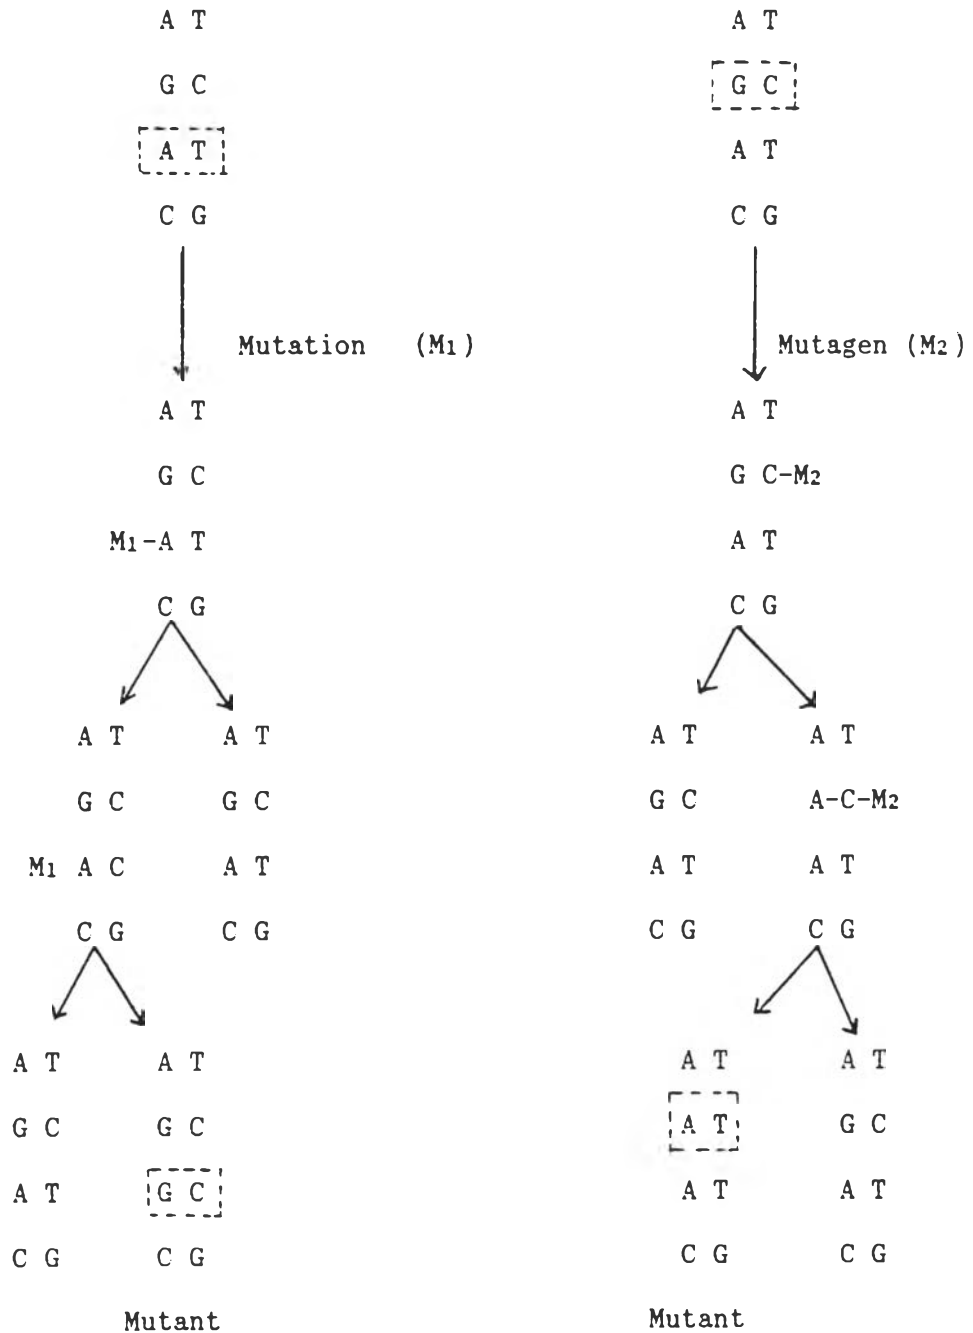 A T A T
G C G C
A T A T
C G C G
Mutation (M1) Mutagen (M2)
A T A T
G C G C-M2
M1-A T A T
C G C G
A T A T A T A T
G C G C G C A-C-M2
M1 A C A T A T A T
C G C G C G C G
A T A T A T A T
G C G C A T G C
A T G C A T A T
C G C G C G C G
Mutant Mutant